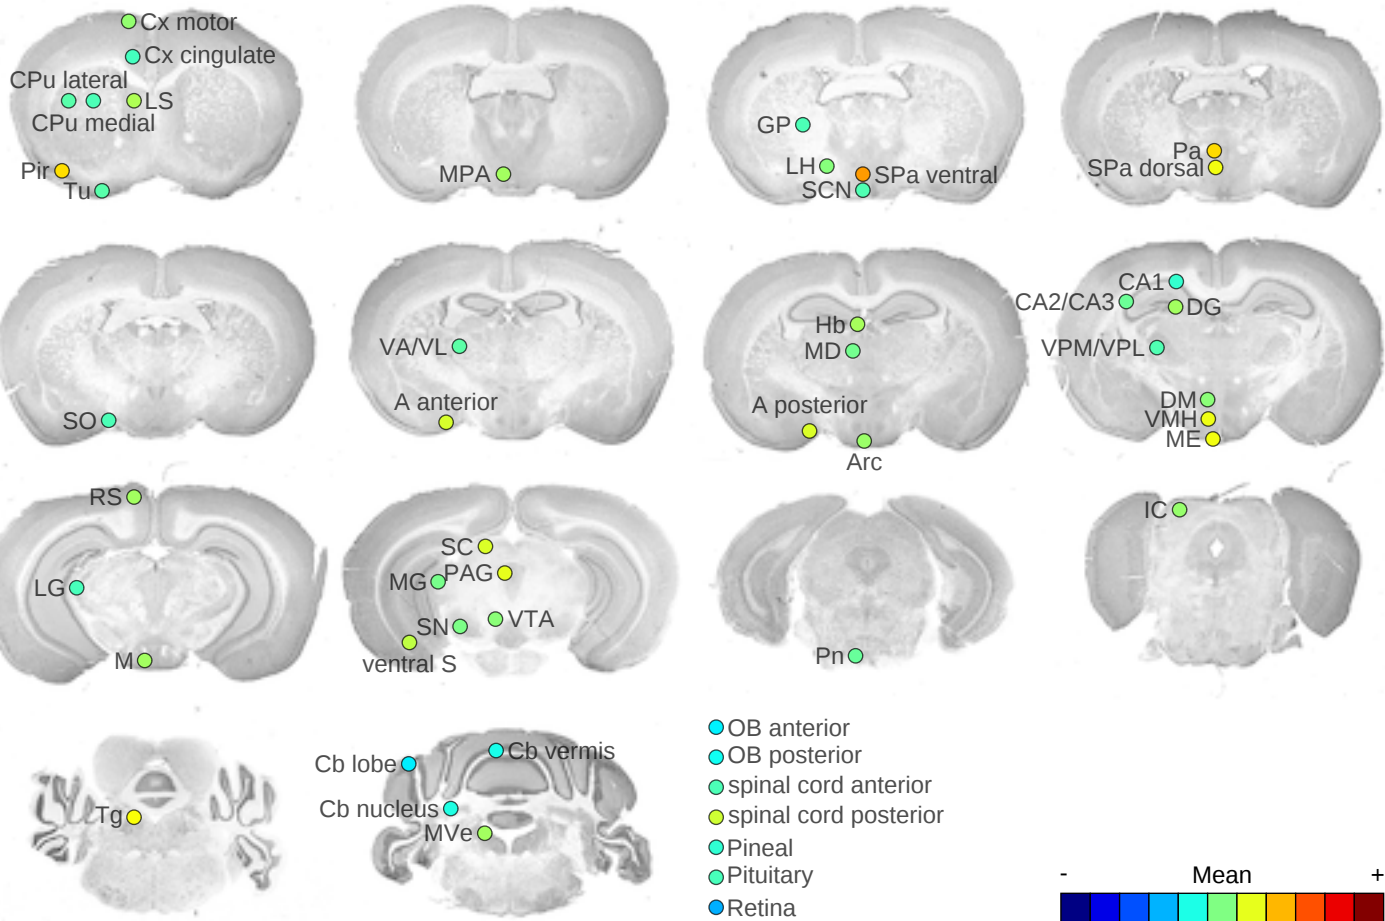 Cx motor
Cx cingulate
CPu lateral
LS
CPu medial
Pir
Tu
MPA
GP
LH
SPa ventral
SCN
Pa
SPa dorsal
SO
VA/VL
A anterior
Hb
MD
A posterior
Arc
CA1
CA2/CA3
DG
VPM/VPL
DM
VMH
ME
RS
LG
M
SC
PAG
MG
VTA
SN
ventral S
Pn
IC
Tg
Cb vermis
Cb lobe
Cb nucleus
MVe
OB anterior
OB posterior
spinal cord anterior
spinal cord posterior
Pineal
Pituitary
Retina
- Mean +